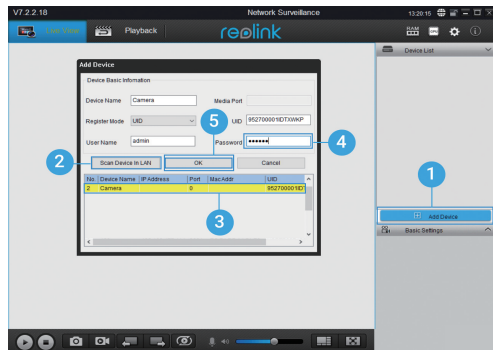 V7.2.2.18 Network Surveillance 13:20:15
Live View Playback reolink RAM
Device List
Add Device
Device Basic Infomation
Device Name Camera Media Port
5
Register Mode UID UID 952700001IDTXWKP
User Name admin Password ●●●●●● 4
2 Scan Device In LAN OK Cancel
1
No. Device Name IP Address Port Mac Addr UID
2 Camera 0 952700001ID
3
Add Device
Basic Settings